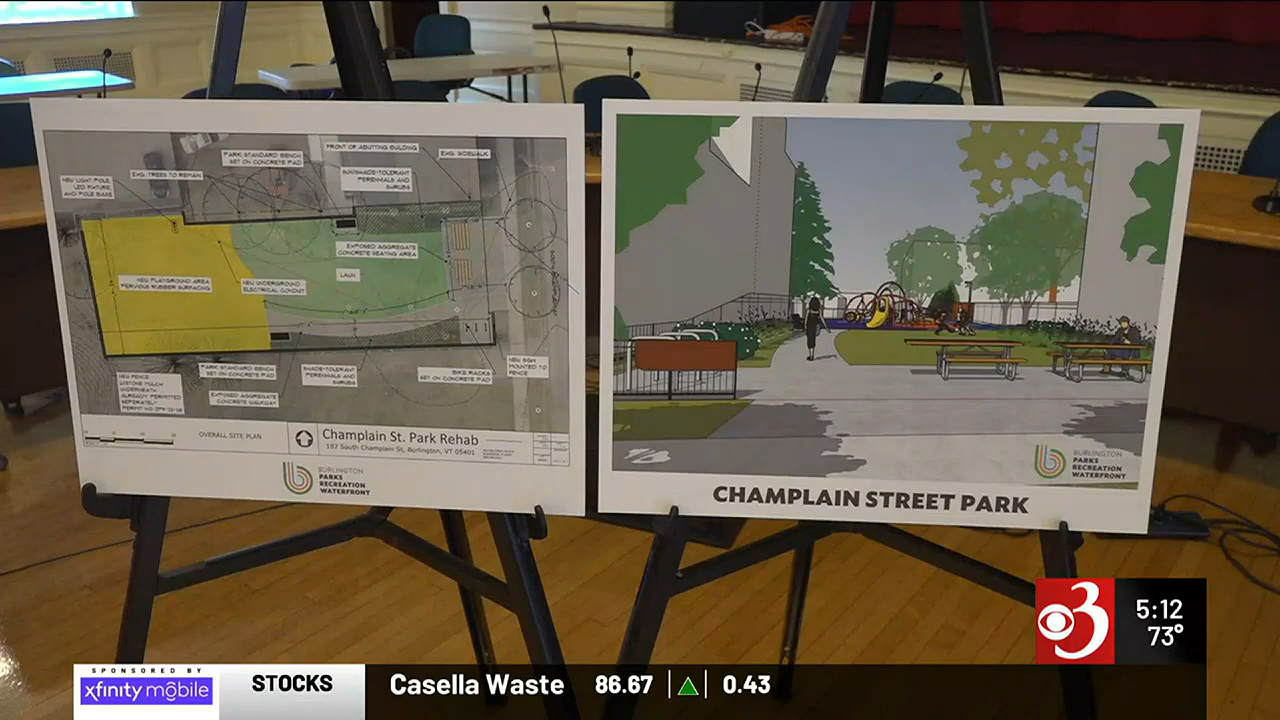 FRONT OF ABUTTING BUILDING
EXG. SIDEWALK
PARK STANDARD BENCH
SET ON CONCRETE PAD
EXG. TREES TO REMAIN
SUN/SHADE-TOLERANT
PERENNIALS AND
SHRUBS
NEW LIGHT POLE,
LED FIXTURE,
AND POLE BASE
EXPOSED AGGREGATE
CONCRETE SEATING AREA
LAWN
NEW PLAYGROUND AREA
PERVIOUS RUBBER SURFACING
NEW UNDERGROUND
ELECTRICAL CONDUIT
PARK STANDARD BENCH
SET ON CONCRETE PAD
SHADE-TOLERANT
PERENNIALS AND
SHRUBS
BIKE RACKS
SET ON CONCRETE PAD
NEW SIGN
MOUNTED TO
FENCE
NEW FENCE
UNDERNEATH
ALREADY PERMITTED
SEPERATELY
EXPOSED AGGREGATE
CONCRETE WALKWAY
OVERALL SITE PLAN
Champlain St. Park Rehab
187 South Champlain St, Burlington, VT 05401
BURLINGTON
PARKS
RECREATION
WATERFRONT
BURLINGTON
PARKS
RECREATION
WATERFRONT
CHAMPLAIN STREET PARK
3
5:12
73°
SPONSORED BY
xfinity mobile
STOCKS
Casella Waste 86.67 0.43